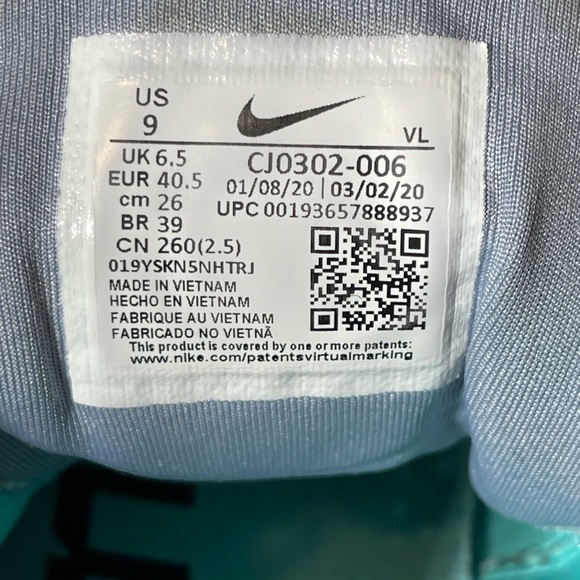 US
9
VL
UK 6.5
EUR 40.5
cm 26
BR 39
CN 260(2.5)
CJ0302-006
01/08/20 | 03/02/20
UPC 00193657888937
019YSKN5NHTRJ
MADE IN VIETNAM
HECHO EN VIETNAM
FABRIQUE AU VIETNAM
FABRICADO NO VIETNÃ
This product is covered by one or more patents:
www.nike.com/patentsvirtualmarking